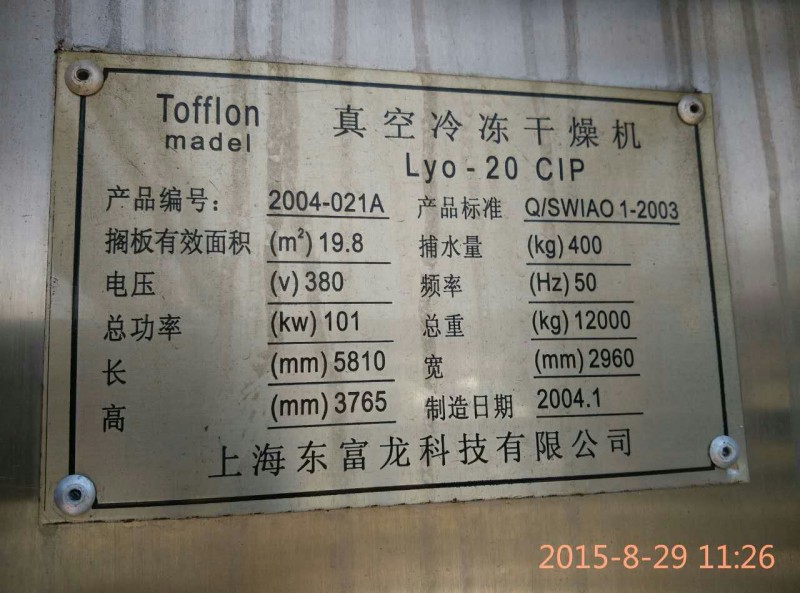 Tofflon 真空冷冻干燥机
madel Lyo-20 CIP
产品编号： 2004-021A 产品标准 Q/SWIAO 1-2003
搁板有效面积 (m²) 19.8 捕水量 (kg) 400
电压 (v) 380 频率 (Hz) 50
总功率 (kw) 101 总重 (kg) 12000
长 (mm) 5810 宽 (mm) 2960
高 (mm) 3765 制造日期 2004.1
上海东富龙科技有限公司
2015-8-29 11:26